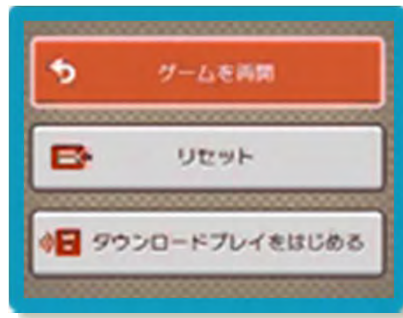 ゲームを再開
リセット
ダウンロードプレイをはじめる